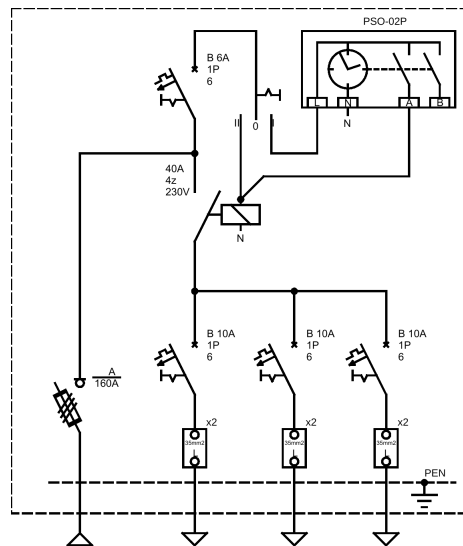 PSO-02P
B 6A
1P
6
L N A B
N
II 0 I
40A
4z
230V
N
B 10A
1P
6
B 10A
1P
6
B 10A
1P
6
A
160A
x2
35mm2
L
x2
35mm2
L
x2
35mm2
L
PEN